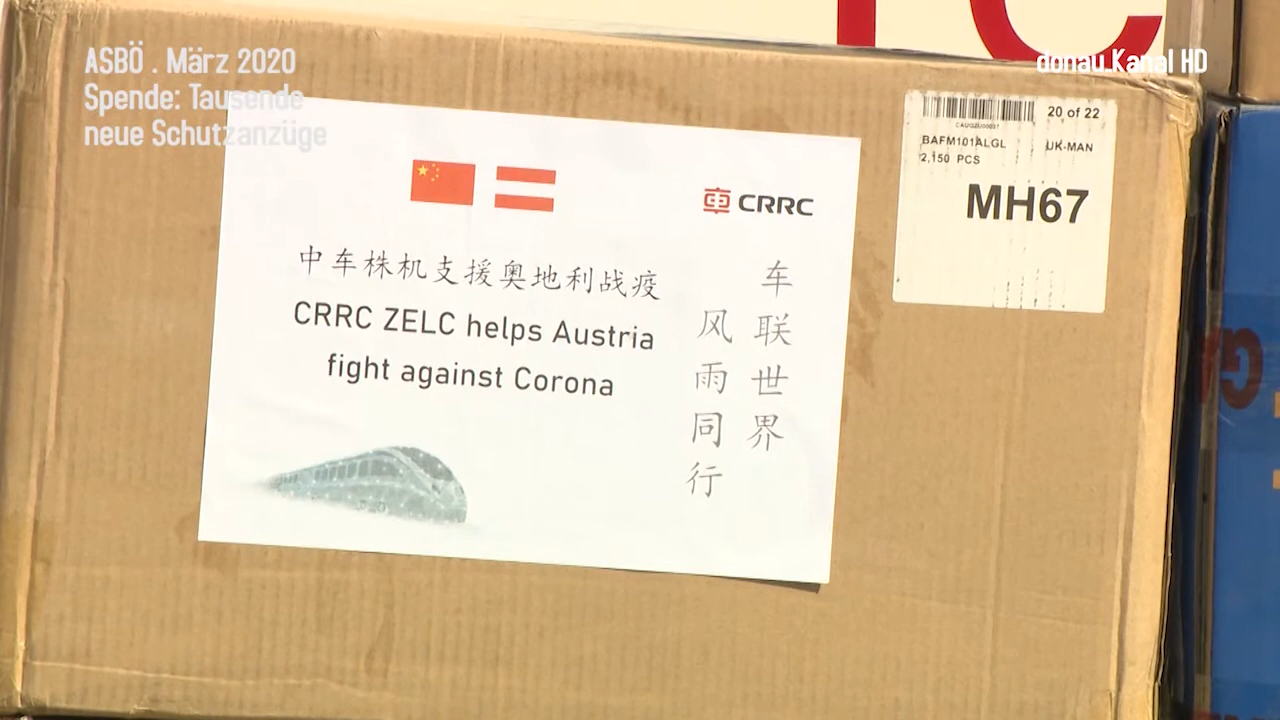 ASBÖ . März 2020
Spende: Tausende
neue Schutzanzüge
donau.Kanal HD
CRRC
中车株机支援奥地利战疫
CRRC ZELC helps Austria
fight against Corona
车联世界
风雨同行
20 of 22
BAFM101ALGL UK-MAN
2,150 PCS
MH67